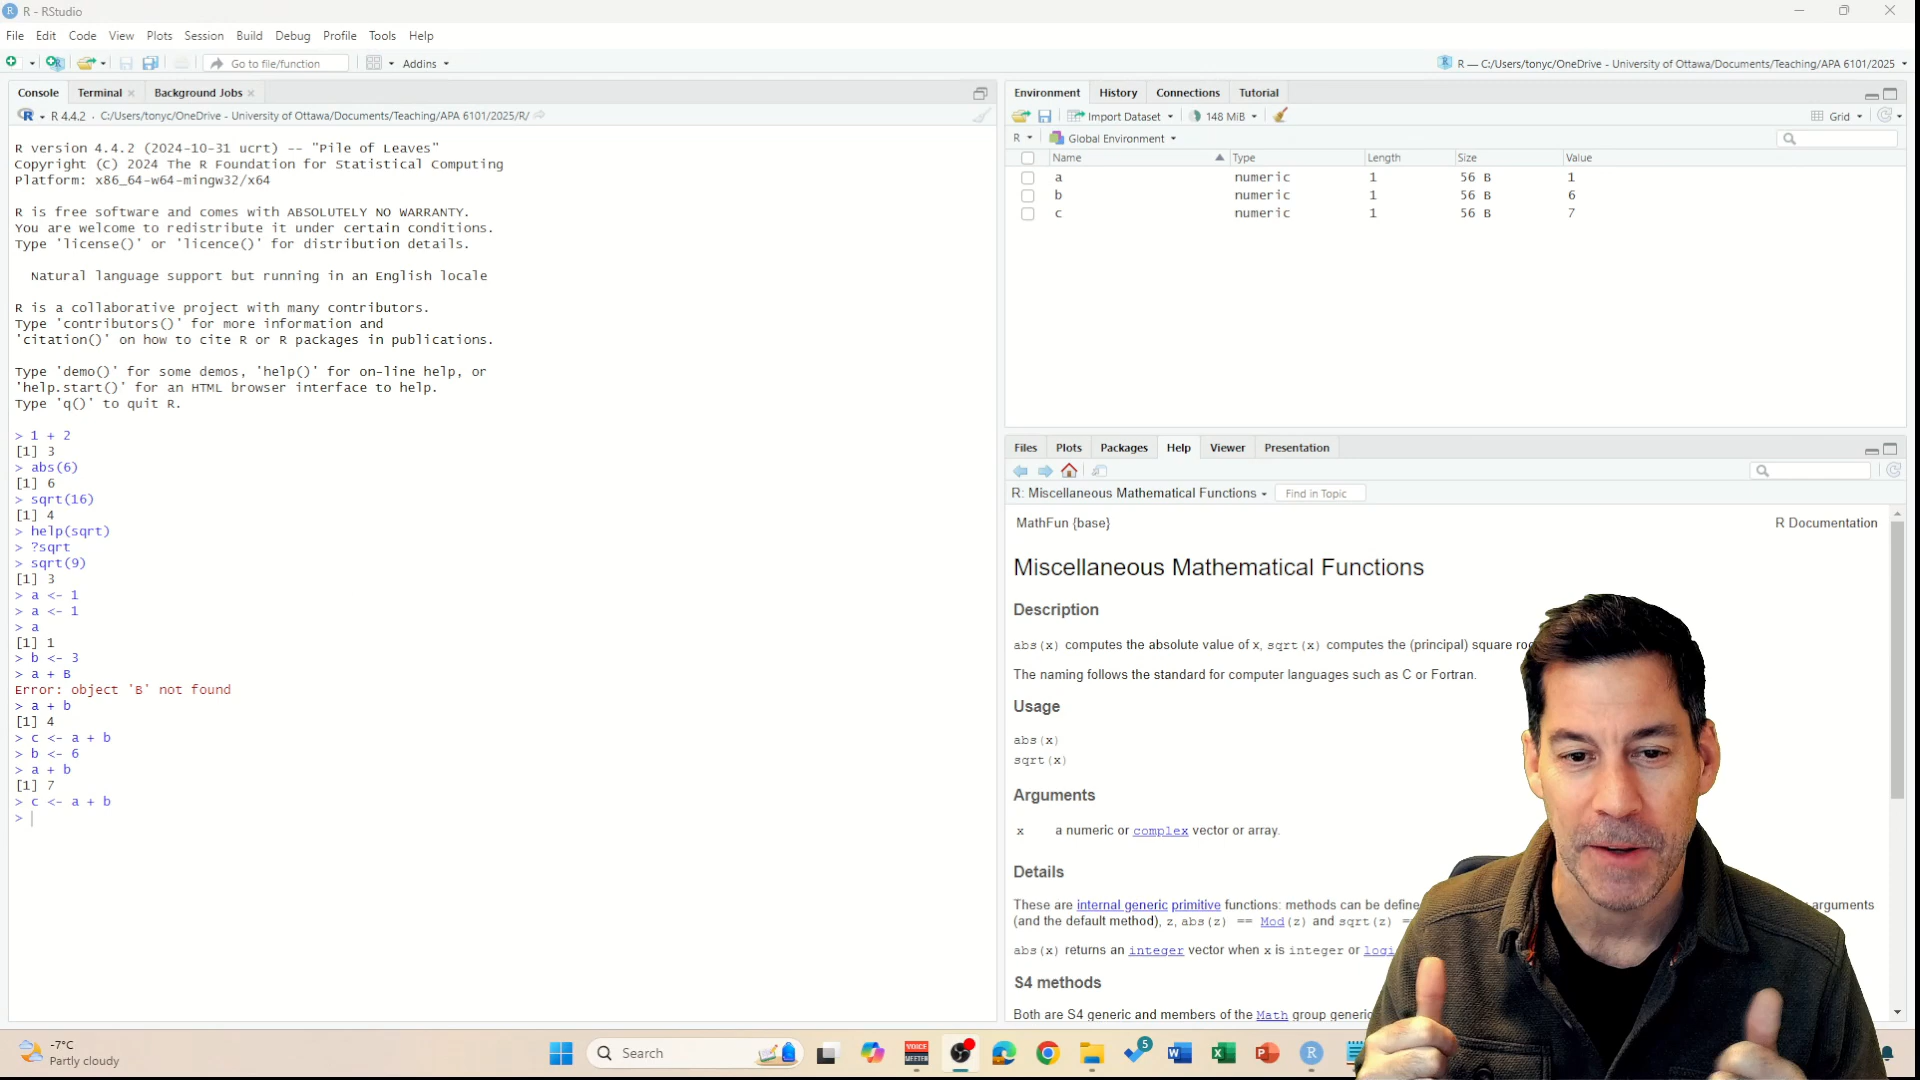 R - RStudio
File Edit Code View Plots Session Build Debug Profile Tools Help
Go to file/function
Addins
R — C:/Users/tonyc/OneDrive - University of Ottawa/Documents/Teaching/APA 6101/2025
Console Terminal Background Jobs
R 4.4.2 · C:/Users/tonyc/OneDrive - University of Ottawa/Documents/Teaching/APA 6101/2025/R/
R version 4.4.2 (2024-10-31 ucrt) -- "Pile of Leaves"
Copyright (C) 2024 The R Foundation for Statistical Computing
Platform: x86_64-w64-mingw32/x64
R is free software and comes with ABSOLUTELY NO WARRANTY.
You are welcome to redistribute it under certain conditions.
Type 'license()' or 'licence()' for distribution details.
Natural language support but running in an English locale
R is a collaborative project with many contributors.
Type 'contributors()' for more information and
'citation()' on how to cite R or R packages in publications.
Type 'demo()' for some demos, 'help()' for on-line help, or
'help.start()' for an HTML browser interface to help.
Type 'q()' to quit R.
> 1 + 2
[1] 3
> abs(6)
[1] 6
> sqrt(16)
[1] 4
> help(sqrt)
> ?sqrt
> sqrt(9)
[1] 3
> a <- 1
> a <- 1
> a
[1] 1
> b <- 3
> a + B
Error: object 'B' not found
> a + b
[1] 4
> c <- a + b
> b <- 6
> a + b
[1] 7
> c <- a + b
>
Environment History Connections Tutorial
Import Dataset 148 MiB Grid
R Global Environment
Name Type Length Size Value
a numeric 1 56 B 1
b numeric 1 56 B 6
c numeric 1 56 B 7
Files Plots Packages Help Viewer Presentation
R: Miscellaneous Mathematical Functions Find in Topic
MathFun {base} R Documentation
Miscellaneous Mathematical Functions
Description
abs(x) computes the absolute value of x, sqrt(x) computes the (principal) square
The naming follows the standard for computer languages such as C or Fortran.
Usage
abs(x)
sqrt(x)
Arguments
x a numeric or complex vector or array.
Details
These are internal generic primitive functions: methods can be arguments
(and the default method), z, abs(z) == Mod(z) and sqrt(z) ==
abs(x) returns an integer vector when x is integer or
S4 methods
Both are S4 generic and members of the Math group
-7°C
Partly cloudy
Search
VOICE
MEETER
5